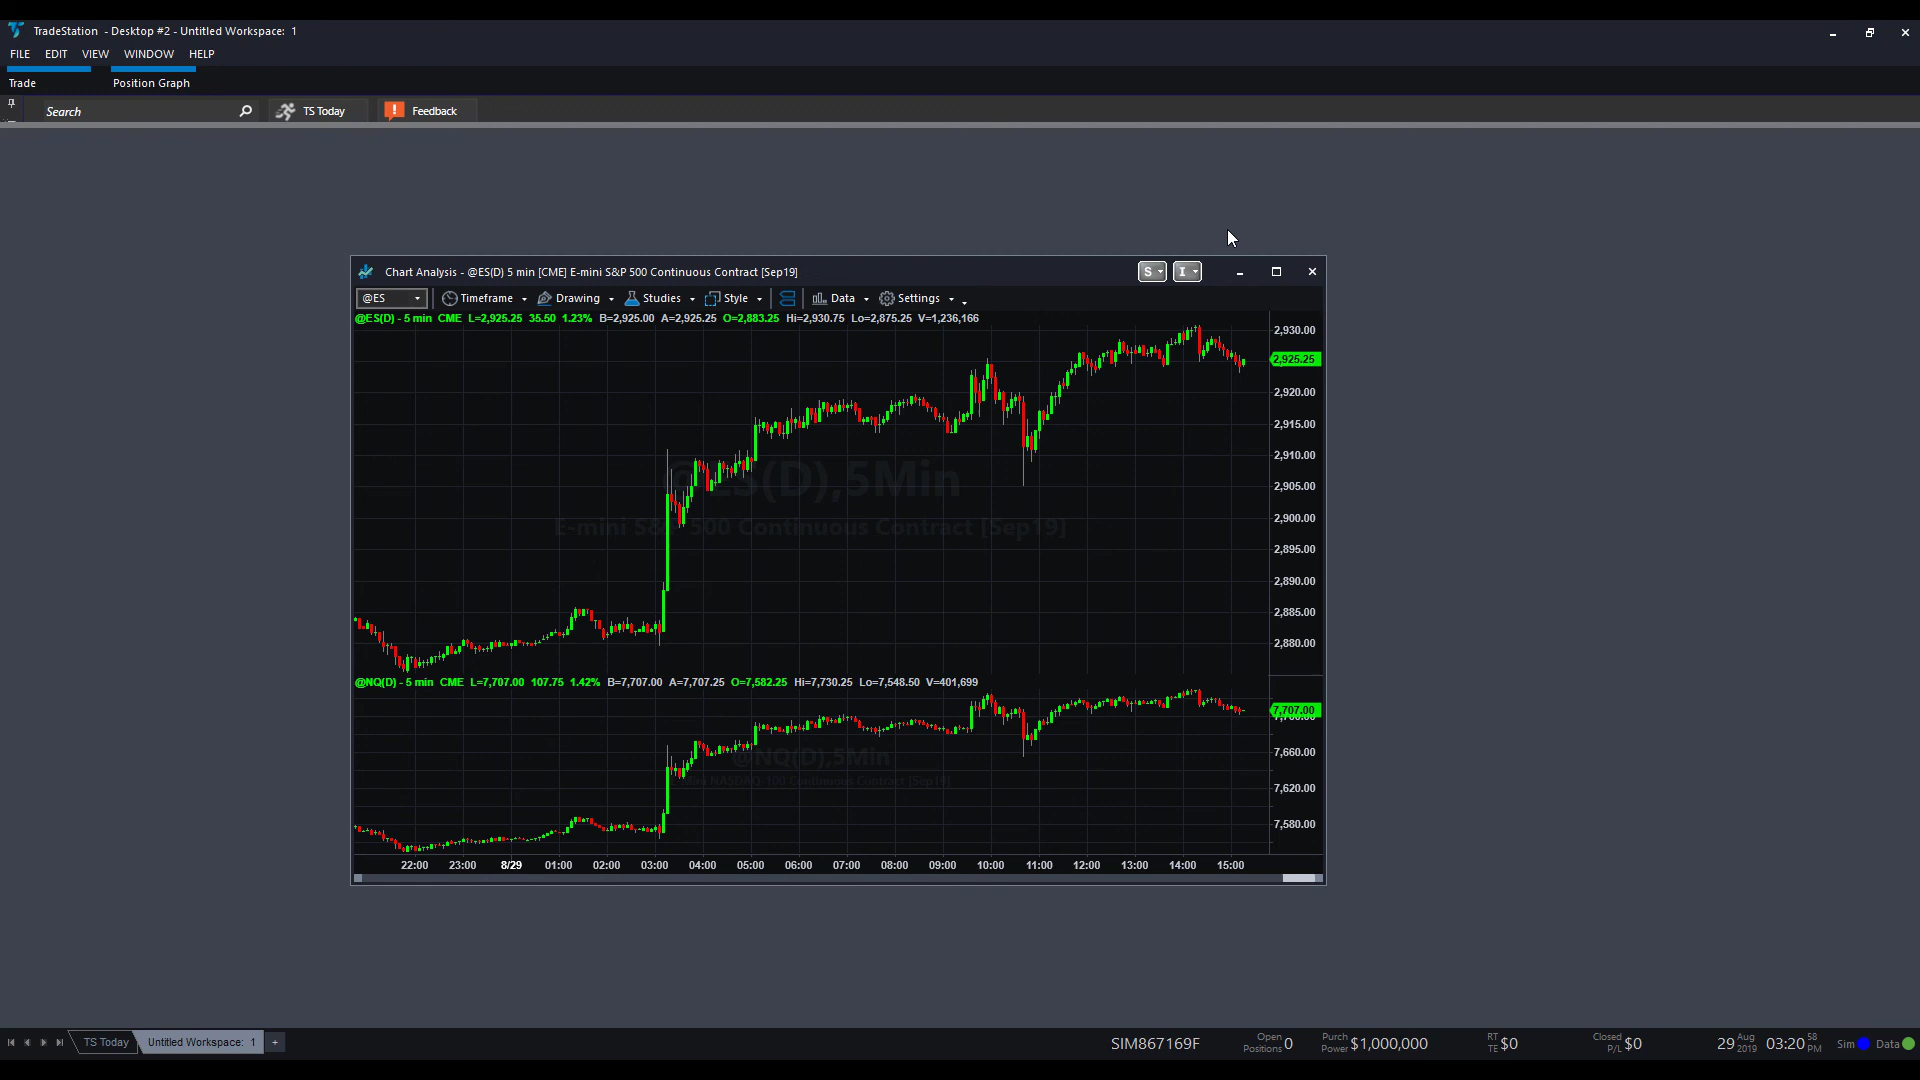 TradeStation - Desktop #2 - Untitled Workspace: 1
FILE EDIT VIEW WINDOW HELP
Trade Position Graph
Search TS Today Feedback
Chart Analysis - @ES(D) 5 min [CME] E-mini S&P 500 Continuous Contract [Sep19] S I
@ES Timeframe Drawing Studies Style Data Settings
@ES(D) - 5 min CME L=2,925.25 35.50 1.23% B=2,925.00 A=2,925.25 O=2,883.25 Hi=2,930.75 Lo=2,875.25 V=1,236,166
2,930.00
2,925.25
2,920.00
2,915.00
2,910.00
@ES(D),5Min
2,905.00
2,900.00
E-mini S&P 500 Continuous Contract [Sep19]
2,895.00
2,890.00
2,885.00
2,880.00
@NQ(D) - 5 min CME L=7,707.00 107.75 1.42% B=7,707.00 A=7,707.25 O=7,582.25 Hi=7,730.25 Lo=7,548.50 V=401,699
7,707.00
7,700.00
7,660.00
@NQ(D),5Min
E-mini NASDAQ-100 Continuous Contract [Sep19]
7,620.00
7,580.00
22:00 23:00 8/29 01:00 02:00 03:00 04:00 05:00 06:00 07:00 08:00 09:00 10:00 11:00 12:00 13:00 14:00 15:00
TS Today Untitled Workspace: 1 + SIM867169F Open Positions 0 Purch Power $1,000,000 RT TE $0 Closed P/L $0 29 Aug 2019 03:20 58 PM Sim Data